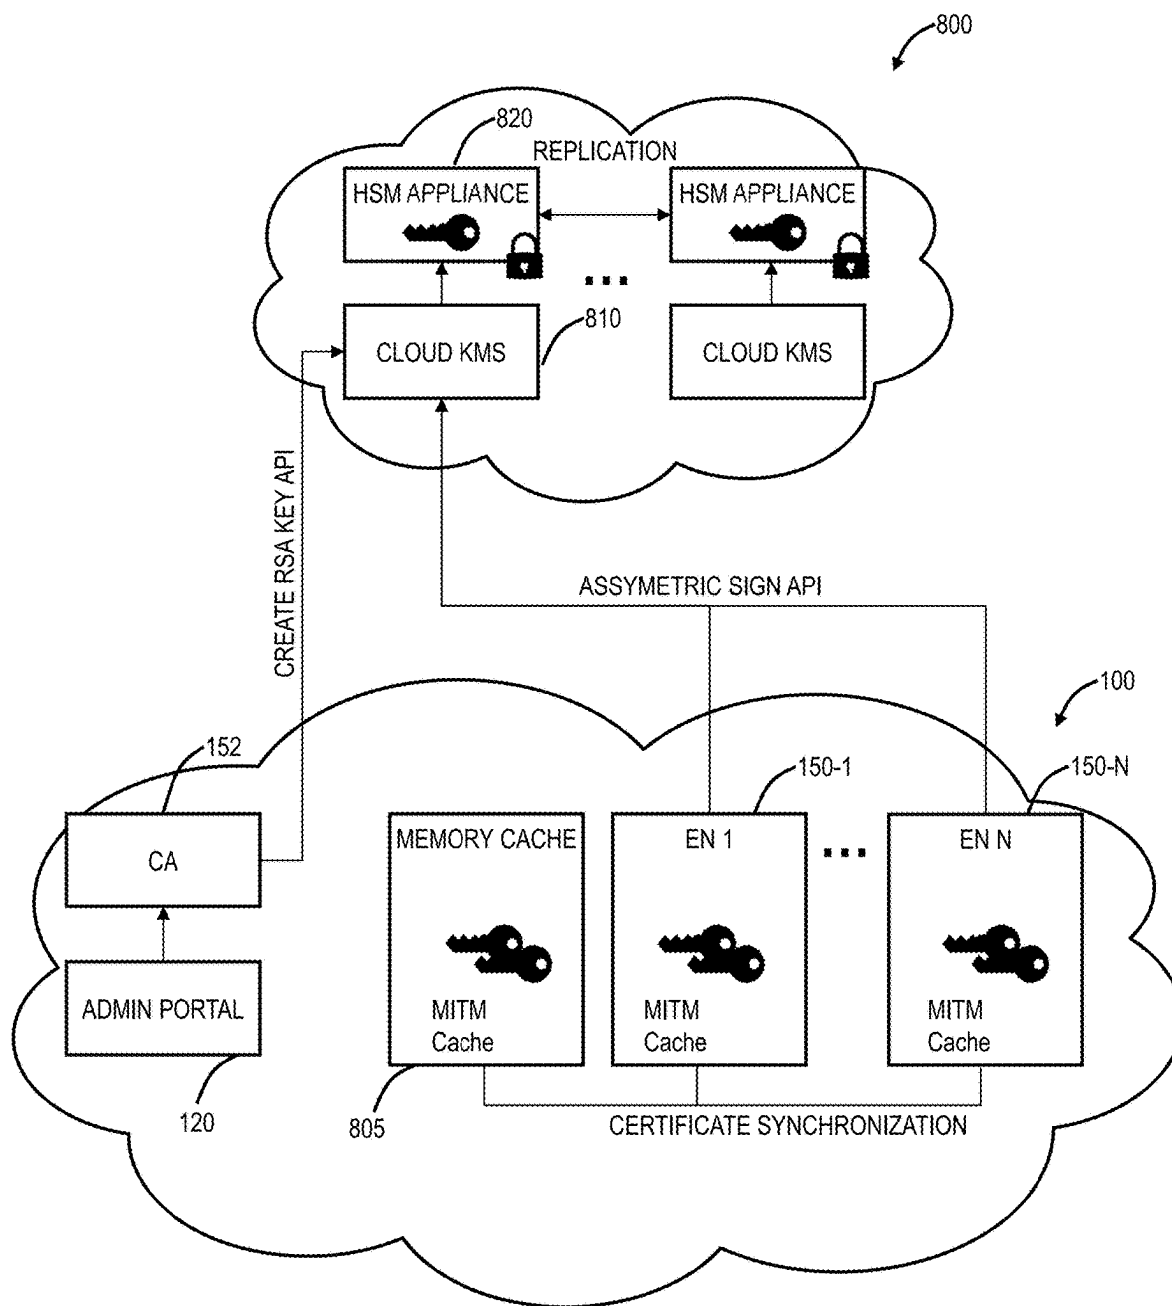 800
820
REPLICATION
HSM APPLIANCE
HSM APPLIANCE
...
810
CLOUD KMS
CLOUD KMS
CREATE RSA KEY API
ASSYMETRIC SIGN API
100
152
150-1
150-N
CA
MEMORY CACHE
EN 1
...
EN N
ADMIN PORTAL
MITM
Cache
MITM
Cache
MITM
Cache
120
805
CERTIFICATE SYNCHRONIZATION